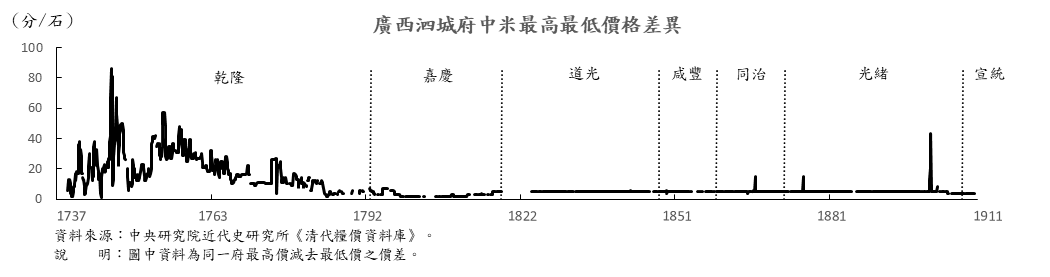 (分/石)
廣西泗城府中米最高最低價格差異
100
80
60
40
20
0
乾隆 嘉慶 道光 咸豐 同治 光緒 宣統
1737 1763 1792 1822 1851 1881 1911
資料來源：中央研究院近代史研究所《清代糧價資料庫》。
說　　明：圖中資料為同一府最高價減去最低價之價差。